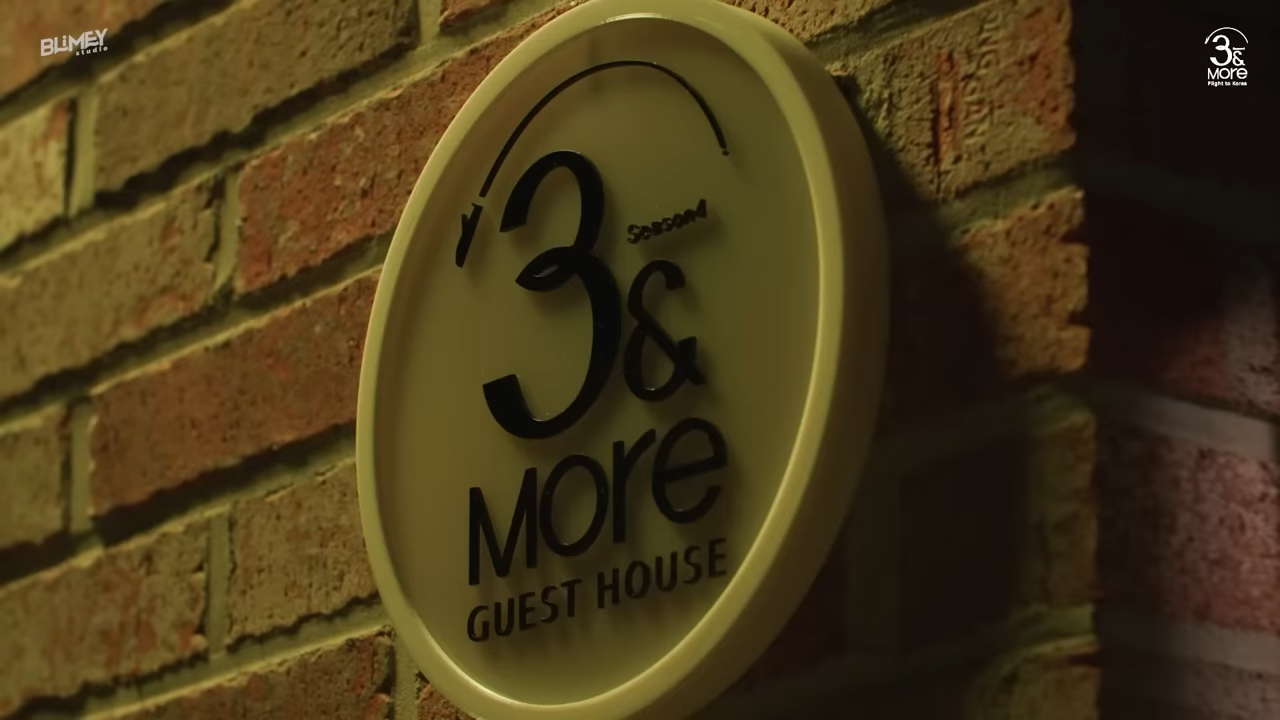 BLiMEY
studio
3&
More
Flight to Korea
3
Season4
&
More
GUEST HOUSE